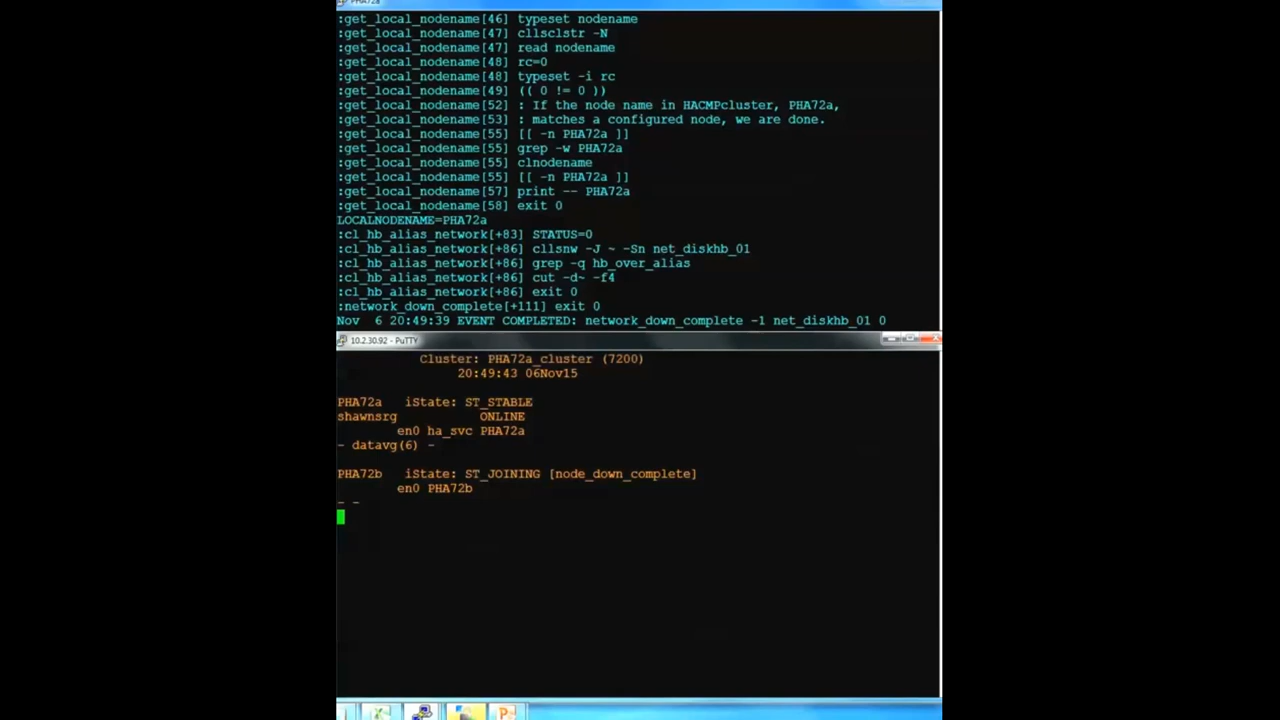 PHA72a
:get_local_nodename[46] typeset nodename
:get_local_nodename[47] cllsclstr -N
:get_local_nodename[47] read nodename
:get_local_nodename[48] rc=0
:get_local_nodename[48] typeset -i rc
:get_local_nodename[49] (( 0 != 0 ))
:get_local_nodename[52] : If the node name in HACMPcluster, PHA72a,
:get_local_nodename[53] : matches a configured node, we are done.
:get_local_nodename[55] [[ -n PHA72a ]]
:get_local_nodename[55] grep -w PHA72a
:get_local_nodename[55] clnodename
:get_local_nodename[55] [[ -n PHA72a ]]
:get_local_nodename[57] print -- PHA72a
:get_local_nodename[58] exit 0
LOCALNODENAME=PHA72a
:cl_hb_alias_network[+83] STATUS=0
:cl_hb_alias_network[+86] cllsnw -J ~ -Sn net_diskhb_01
:cl_hb_alias_network[+86] grep -q hb_over_alias
:cl_hb_alias_network[+86] cut -d~ -f4
:cl_hb_alias_network[+86] exit 0
:network_down_complete[+111] exit 0
Nov  6 20:49:39 EVENT COMPLETED: network_down_complete -1 net_diskhb_01 0
10.2.30.92 - PuTTY
Cluster: PHA72a_cluster (7200)
20:49:43 06Nov15
PHA72a   iState: ST_STABLE
shawnsrg           ONLINE
en0 ha_svc PHA72a
- datavg(6) -
PHA72b   iState: ST_JOINING [node_down_complete]
en0 PHA72b
- -